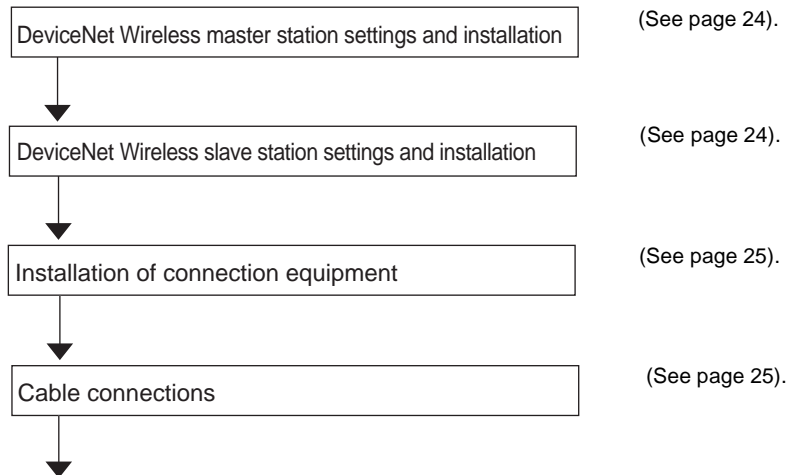 DeviceNet Wireless master station settings and installation (See page 24).
DeviceNet Wireless slave station settings and installation (See page 24).
Installation of connection equipment (See page 25).
Cable connections (See page 25).